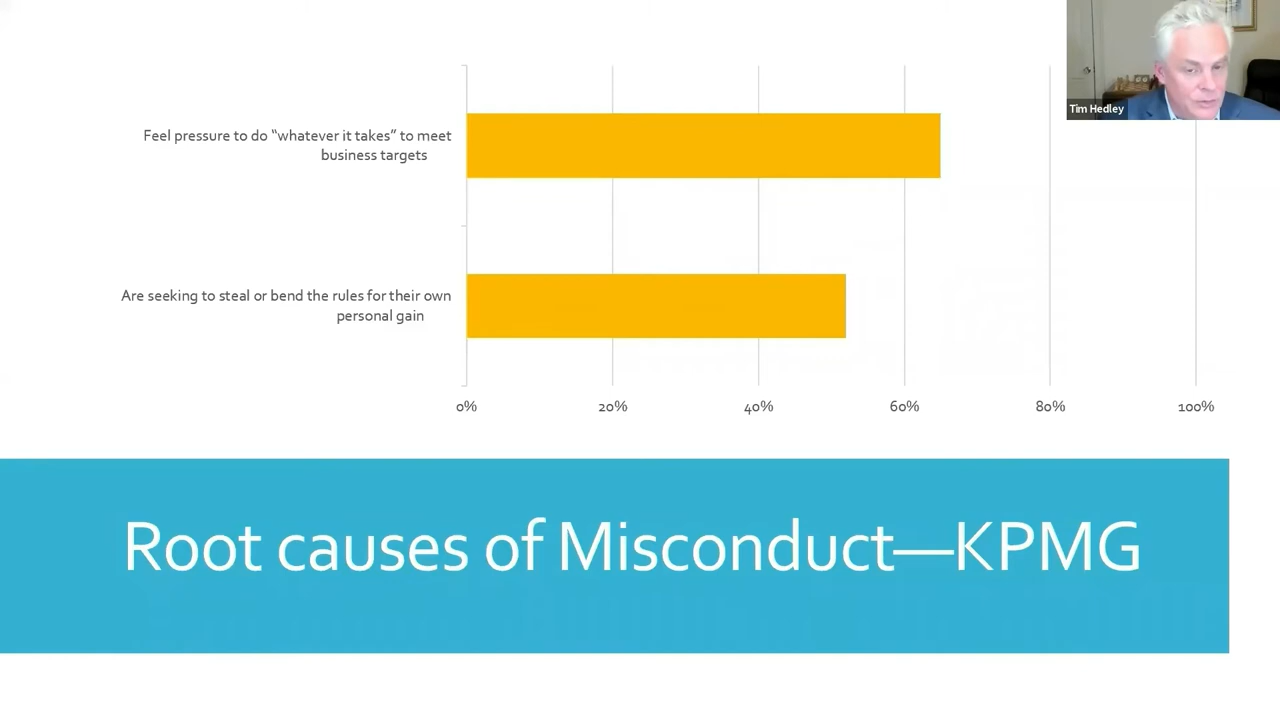 Tim Hedley
Feel pressure to do “whatever it takes” to meet
business targets
Are seeking to steal or bend the rules for their own
personal gain
0% 20% 40% 60% 80% 100%
Root causes of Misconduct—KPMG